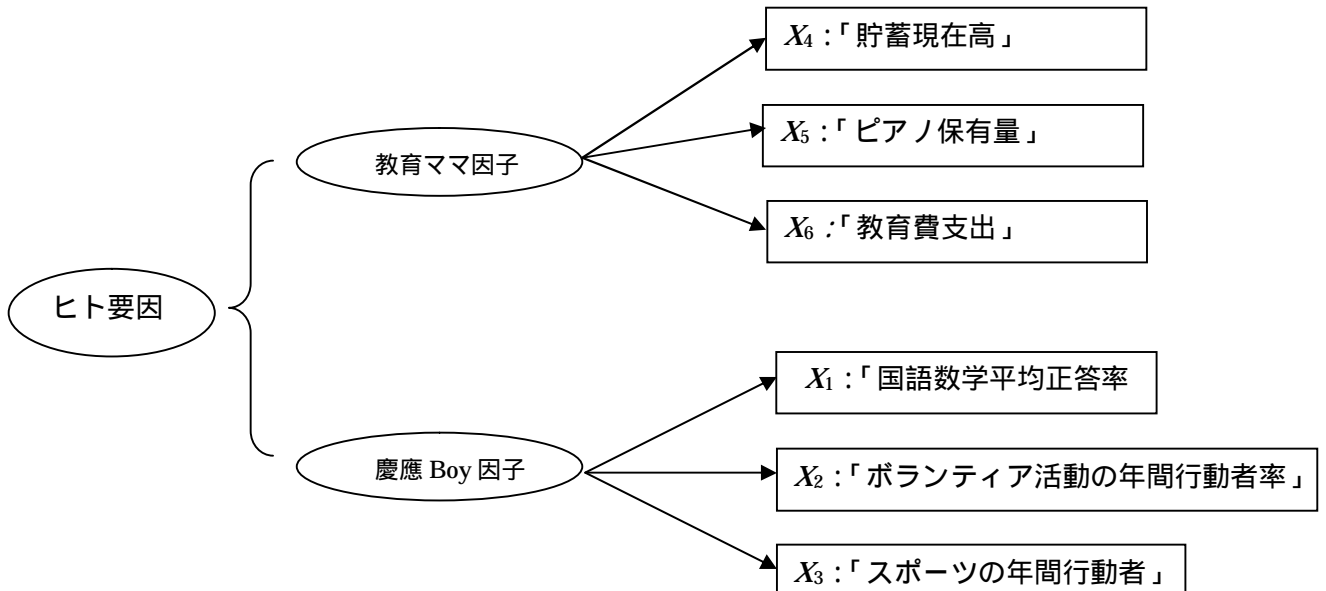 X4：「貯蓄現在高」
X5：「ピアノ保有量」
教育ママ因子
X6：「教育費支出」
ヒト要因
X1：「国語数学平均正答率
慶應 Boy 因子
X2：「ボランティア活動の年間行動者率」
X3：「スポーツの年間行動者」